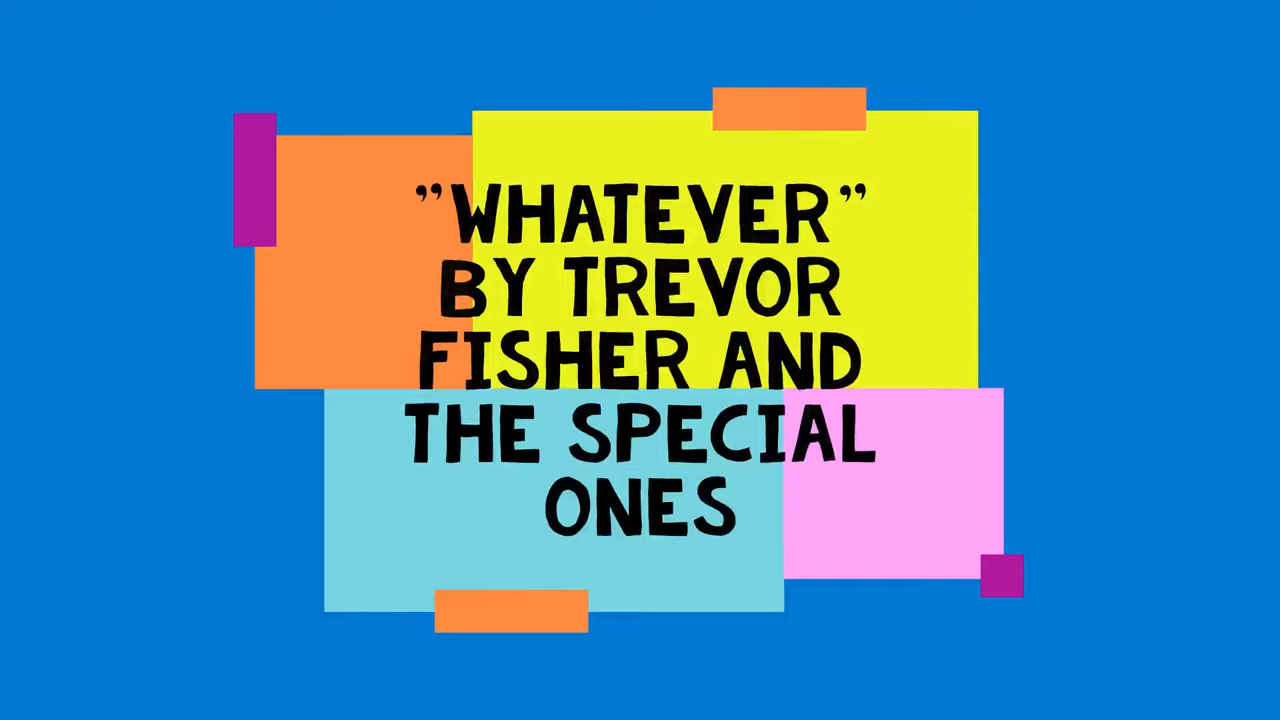 ”WHATEVER”
BY TREVOR
FISHER AND
THE SPECIAL
ONES